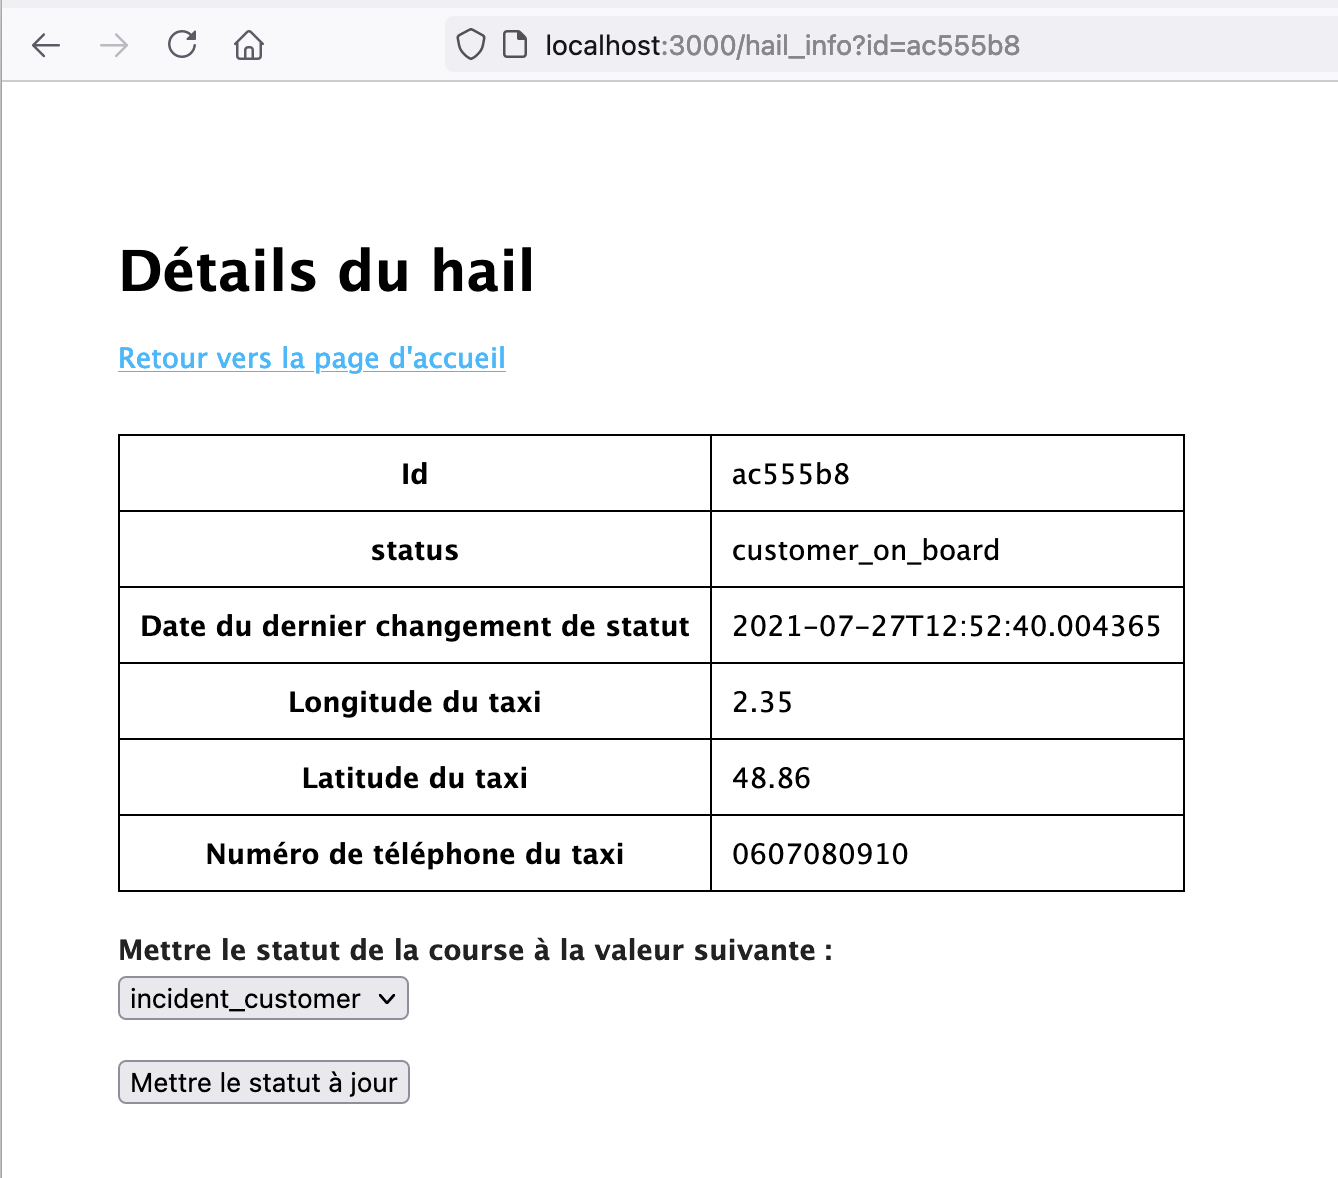 localhost:3000/hail_info?id=ac555b8
Détails du hail
Retour vers la page d'accueil
Id ac555b8
status customer_on_board
Date du dernier changement de statut 2021-07-27T12:52:40.004365
Longitude du taxi 2.35
Latitude du taxi 48.86
Numéro de téléphone du taxi 0607080910
Mettre le statut de la course à la valeur suivante :
incident_customer
Mettre le statut à jour